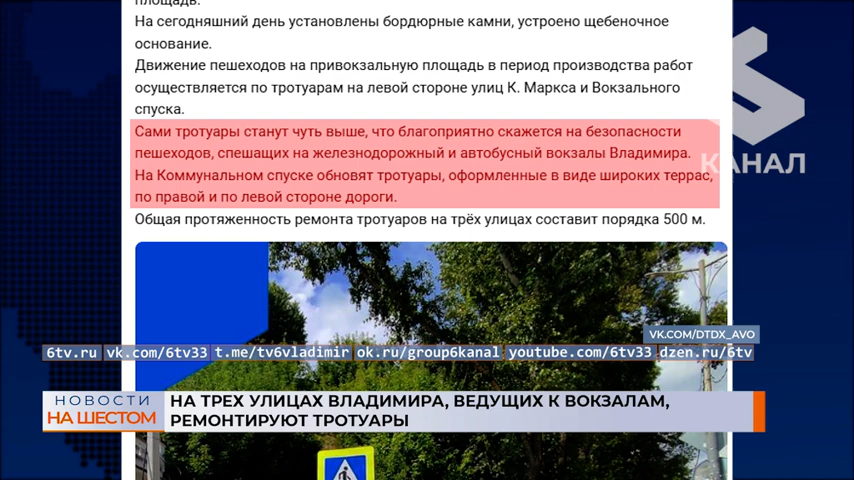 площадь.
На сегодняшний день установлены бордюрные камни, устроено щебеночное
основание.
Движение пешеходов на привокзальную площадь в период производства работ
осуществляется по тротуарам на левой стороне улиц К. Маркса и Вокзального
спуска.
Сами тротуары станут чуть выше, что благоприятно скажется на безопасности
пешеходов, спешащих на железнодорожный и автобусный вокзалы Владимира.
На Коммунальном спуске обновят тротуары, оформленные в виде широких террас,
по правой и по левой стороне дороги.
Общая протяженность ремонта тротуаров на трёх улицах составит порядка 500 м.
КАНАЛ
VK.COM/DTDX_AVO
6tv.ru vk.com/6tv33 t.me/tv6vladimir ok.ru/group6kanal youtube.com/6tv33 dzen.ru/6tv
НОВОСТИ
НА ШЕСТОМ
НА ТРЕХ УЛИЦАХ ВЛАДИМИРА, ВЕДУЩИХ К ВОКЗАЛАМ,
РЕМОНТИРУЮТ ТРОТУАРЫ